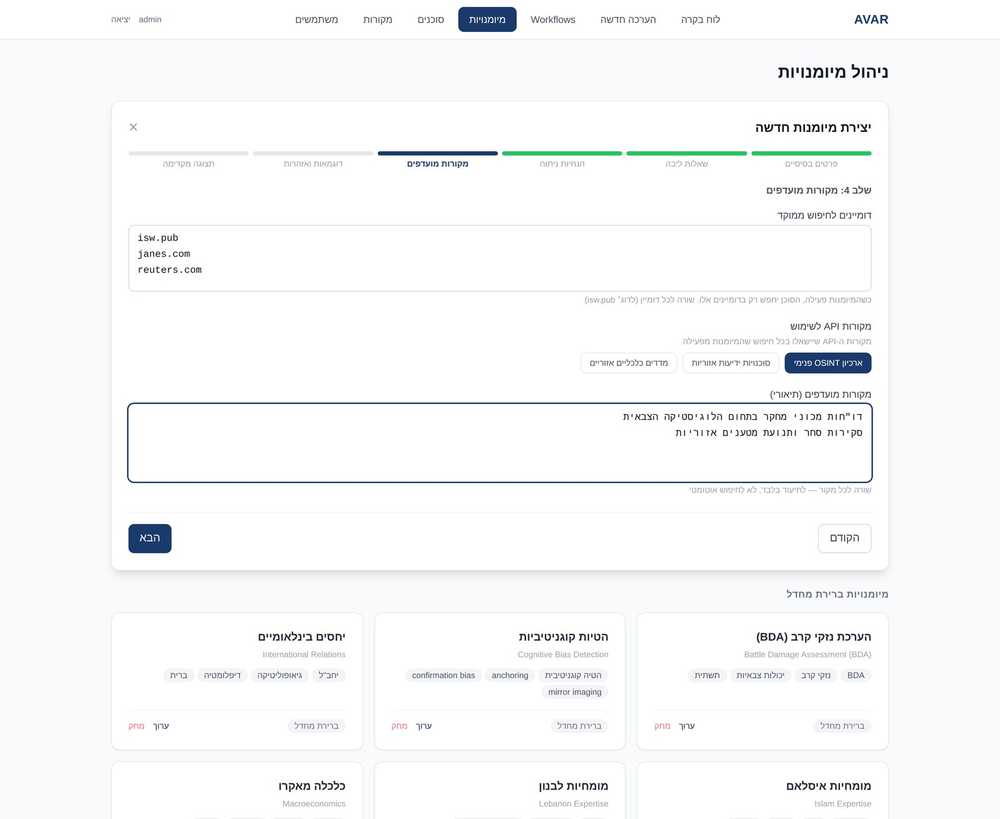 AVAR
לוח בקרה
הערכה חדשה
Workflows
מיומנויות
סוכנים
מקורות
משתמשים
admin
יציאה
ניהול מיומנויות
יצירת מיומנות חדשה
✕
פרטים בסיסיים
שאלות ליבה
הנחיות ניתוח
מקורות מועדפים
דוגמאות ואזהרות
תצוגה מקדימה
שלב 4: מקורות מועדפים
דומיינים לחיפוש ממוקד
isw.pub
janes.com
reuters.com
כשהמיומנות פעילה, הסוכן יחפש רק בדומיינים אלו. שורה לכל דומיין (לדוג׳ isw.pub)
מקורות API לשימוש
מקורות ה-API שיישאלו בכל חיפוש שהמיומנות מפעילה
ארכיון OSINT פנימי
סוכנויות ידיעות אזוריות
מדדים כלכליים אזוריים
מקורות מועדפים (תיאורי)
דו"חות מכוני מחקר בתחום הלוגיסטיקה הצבאית
סקירות סחר ותנועת מטענים אזוריות
שורה לכל מקור — לתיעוד בלבד, לא לחיפוש אוטומטי
הקודם
הבא
מיומנויות ברירת מחדל
הערכת נזקי קרב (BDA)
Battle Damage Assessment (BDA)
BDA
נזקי קרב
יכולות צבאיות
תשתית
ברירת מחדל
ערוך
מחק
הטיות קוגניטיביות
Cognitive Bias Detection
הטיה קוגניטיבית
anchoring
confirmation bias
mirror imaging
ברירת מחדל
ערוך
מחק
יחסים בינלאומיים
International Relations
יחב"ל
גיאופוליטיקה
דיפלומטיה
ברית
ברירת מחדל
ערוך
מחק
מומחיות איסלאם
Islam Expertise
מומחיות לבנון
Lebanon Expertise
כלכלה מאקרו
Macroeconomics